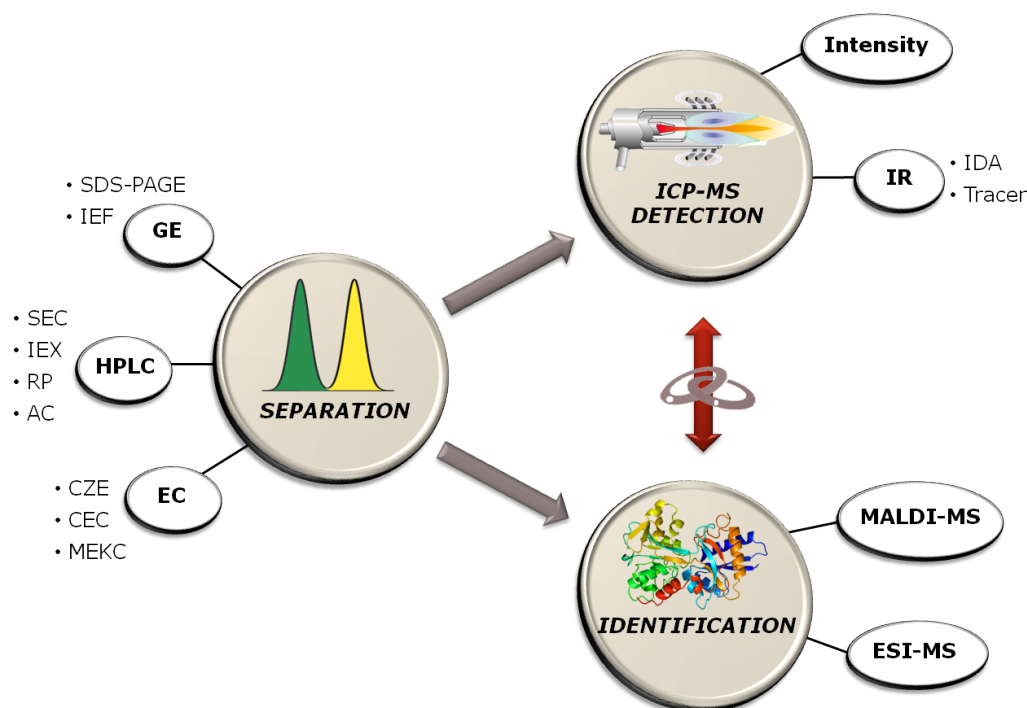 • SDS-PAGE
• IEF
GE
• SEC
• IEX
• RP
• AC
HPLC
• CZE
• CEC
• MEKC
EC
SEPARATION
ICP-MS
DETECTION
Intensity
IR
• IDA
• Tracer
IDENTIFICATION
MALDI-MS
ESI-MS